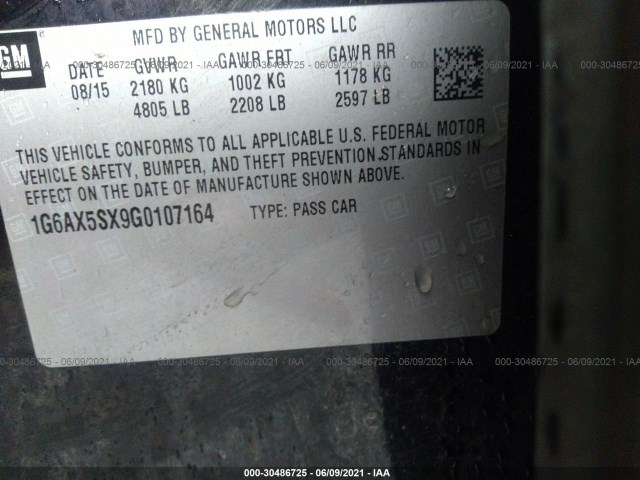 GM
MFD BY GENERAL MOTORS LLC
DATE GVWR GAWR FRT GAWR RR
08/15 2180 KG 1002 KG 1178 KG
4805 LB 2208 LB 2597 LB
THIS VEHICLE CONFORMS TO ALL APPLICABLE U.S. FEDERAL MOTOR
VEHICLE SAFETY, BUMPER, AND THEFT PREVENTION STANDARDS IN
EFFECT ON THE DATE OF MANUFACTURE SHOWN ABOVE.
1G6AX5SX9G0107164 TYPE: PASS CAR
000-30486725 - 06/09/2021 - IAA